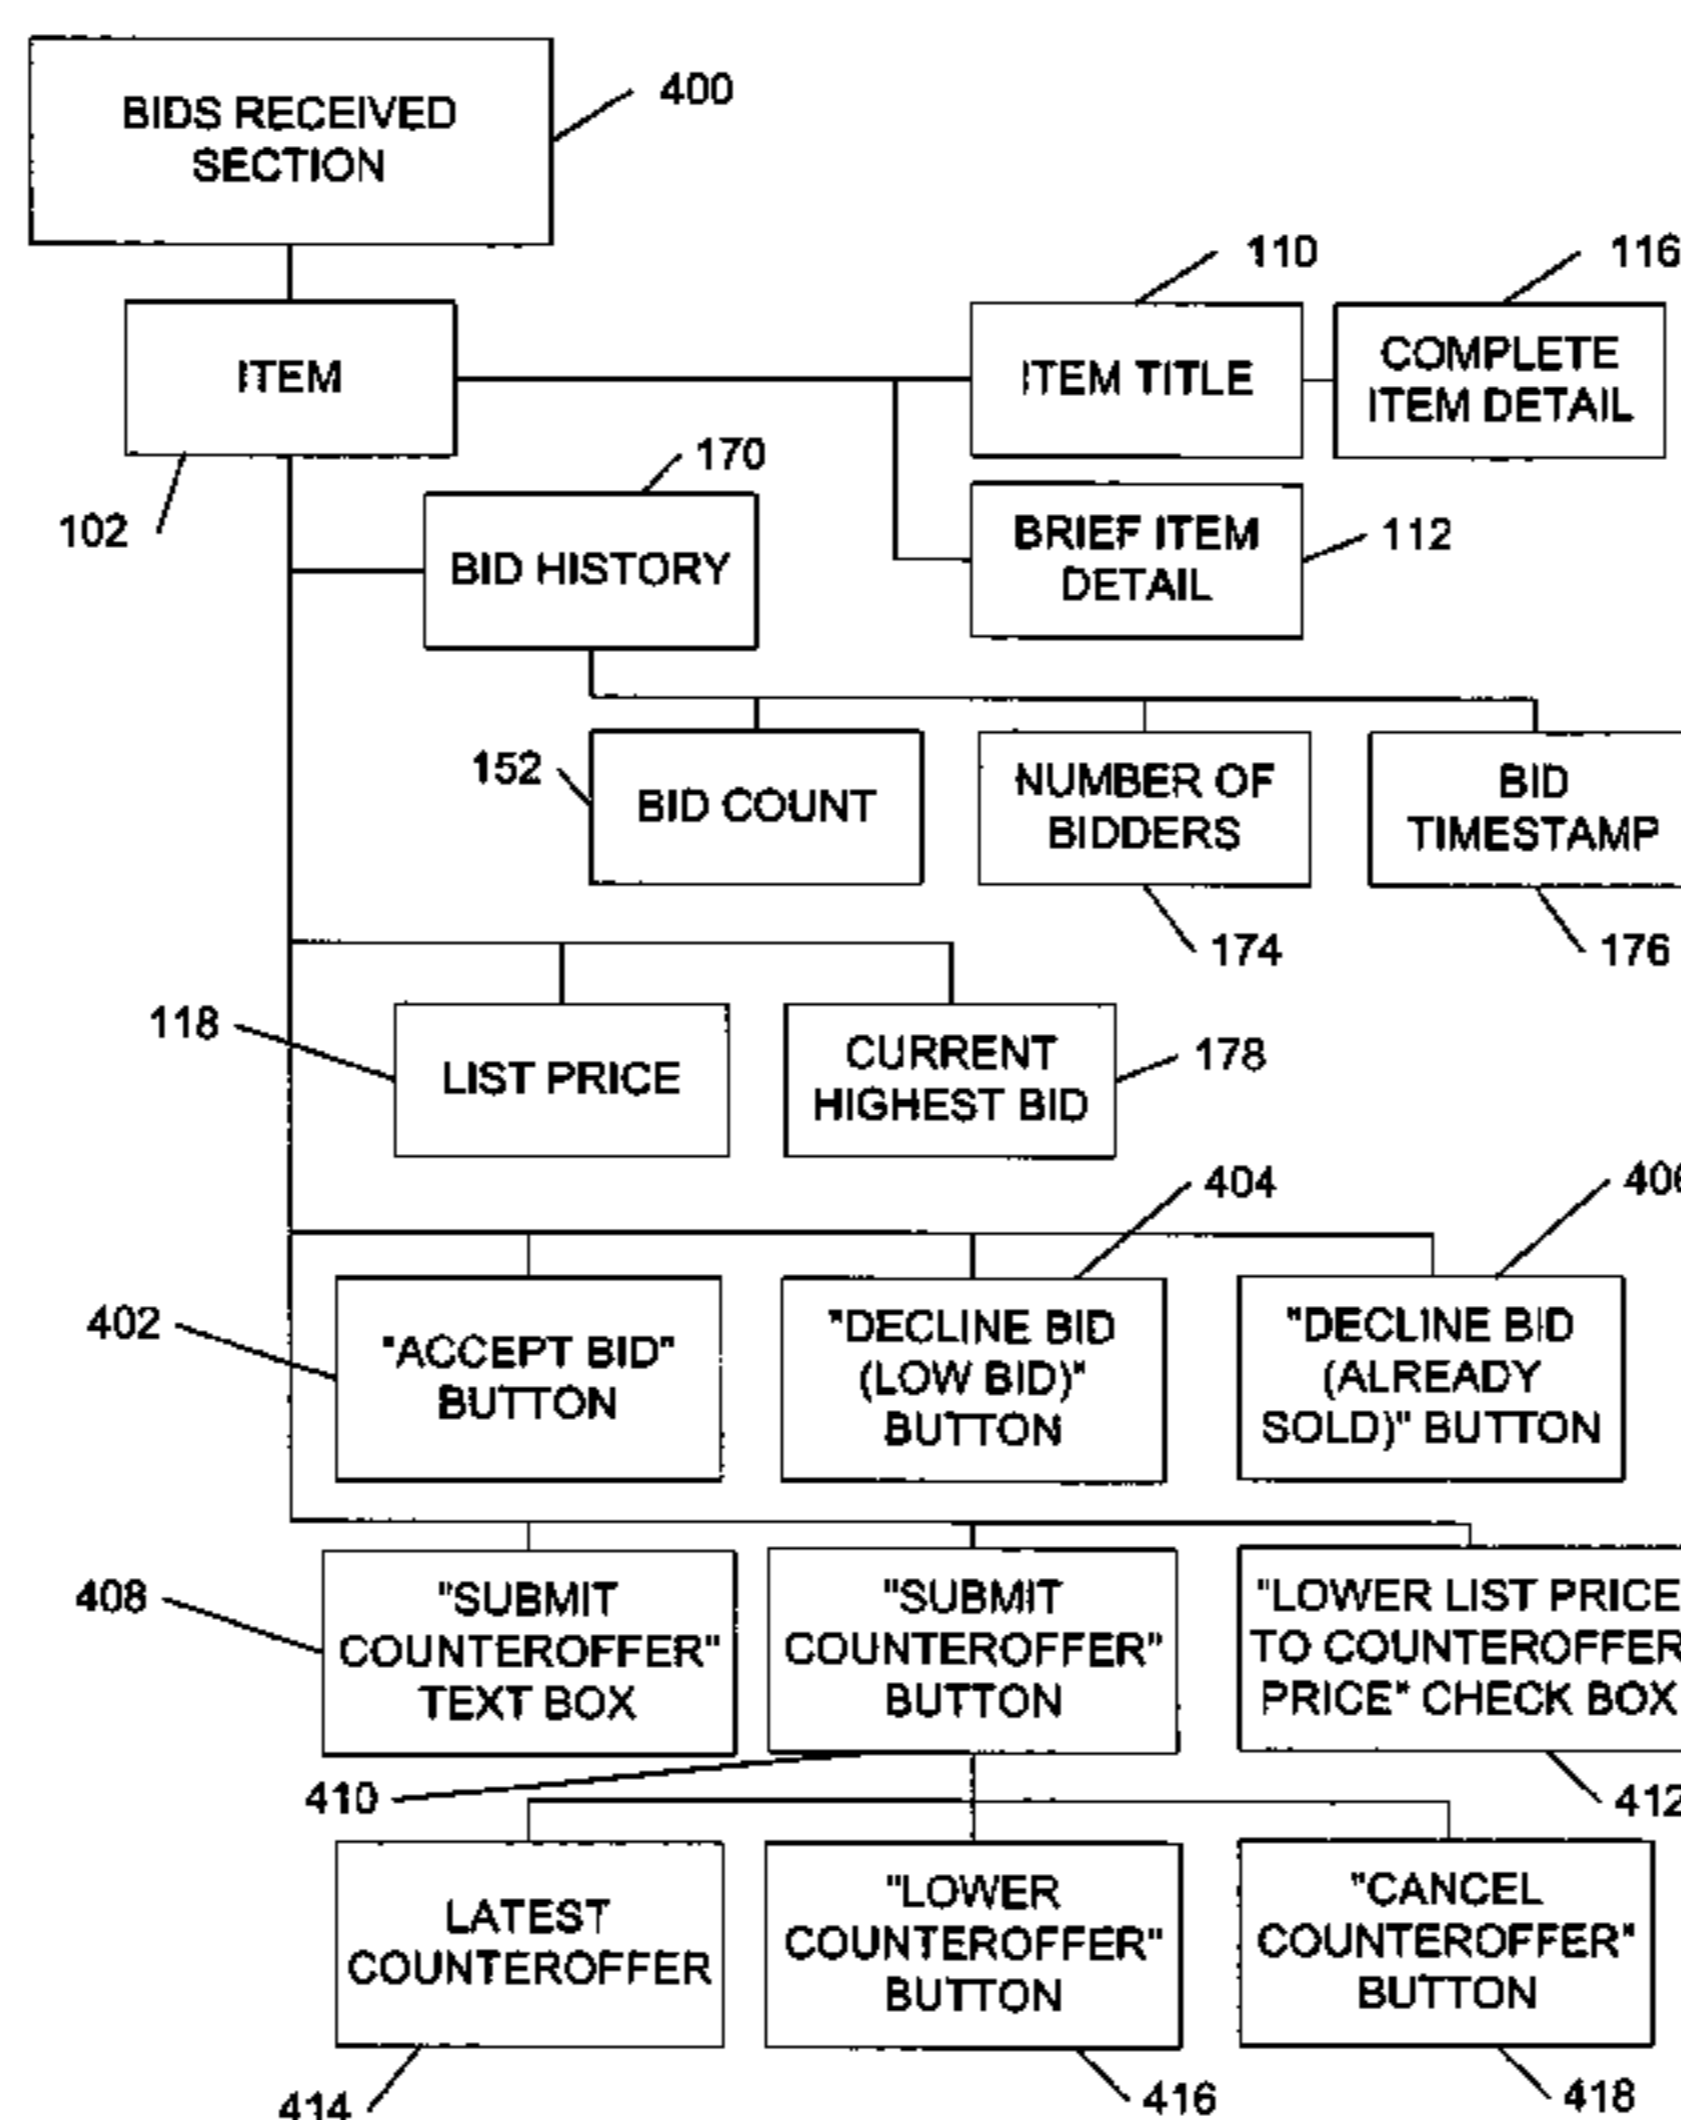 BIDS RECEIVED
SECTION
400
110
116
ITEM
ITEM TITLE
COMPLETE
ITEM DETAIL
102
170
BID HISTORY
BRIEF ITEM
DETAIL
112
152
BID COUNT
NUMBER OF
BIDDERS
BID
TIMESTAMP
174
176
118
LIST PRICE
CURRENT
HIGHEST BID
178
404
406
402
"ACCEPT BID"
BUTTON
"DECLINE BID
(LOW BID)"
BUTTON
"DECLINE BID
(ALREADY
SOLD)" BUTTON
408
"SUBMIT
COUNTEROFFER"
TEXT BOX
"SUBMIT
COUNTEROFFER"
BUTTON
"LOWER LIST PRICE
TO COUNTEROFFER
PRICE" CHECK BOX
410
412
LATEST
COUNTEROFFER
"LOWER
COUNTEROFFER"
BUTTON
"CANCEL
COUNTEROFFER"
BUTTON
414
416
418